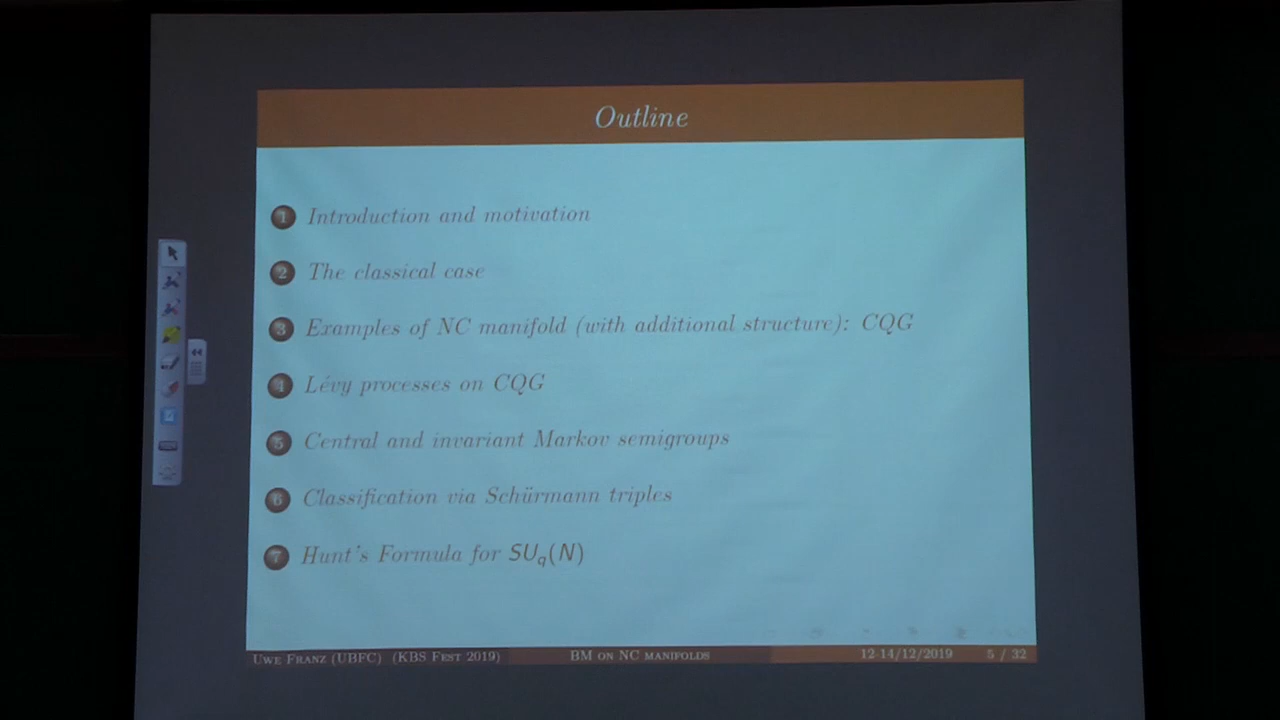 Outline
1 Introduction and motivation
2 The classical case
3 Examples of NC manifold (with additional structure): CQG
4 Lévy processes on CQG
5 Central and invariant Markov semigroups
6 Classification via Schürmann triples
7 Hunt's Formula for SU_q(N)
UWE FRANZ (UBFC) (KBS FEST 2019) BM ON NC MANIFOLDS 12-14/12/2019 5 / 32